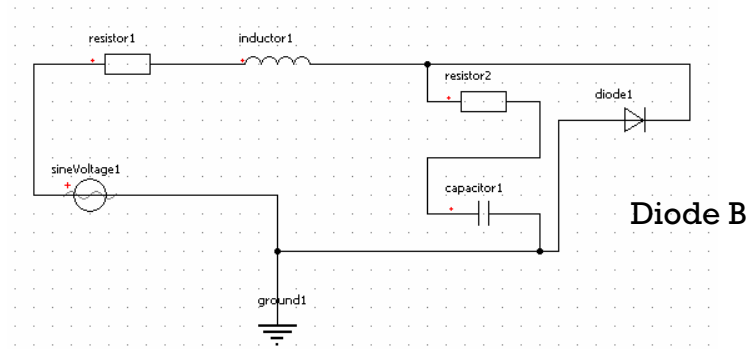 resistor1
inductor1
resistor2
diode1
sineVoltage1
capacitor1
Diode B
ground1